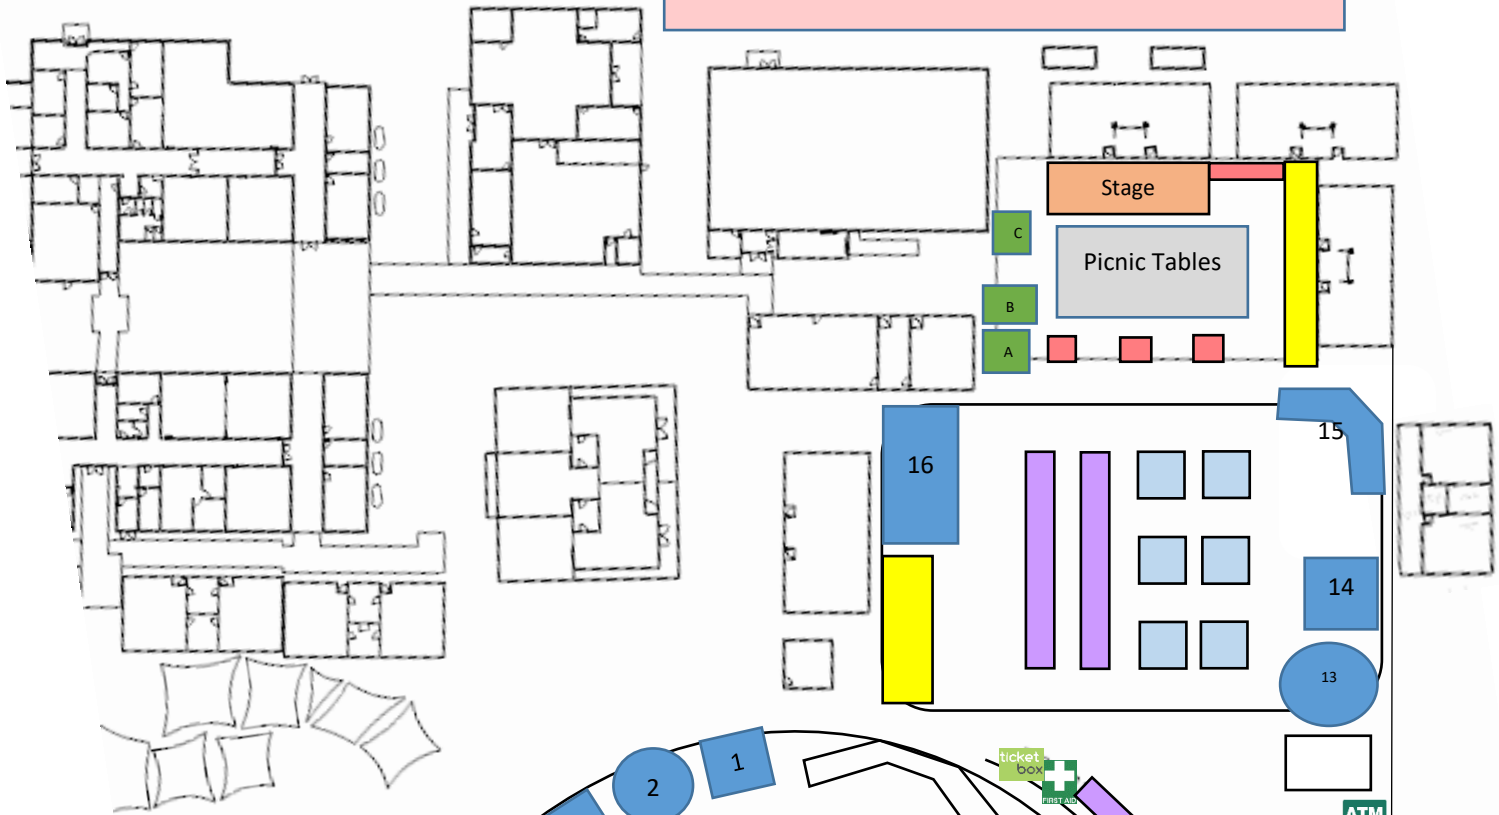 Stage
C
Picnic Tables
B
A
15
16
14
13
1
2
ticket
box
FIRST AID
ATM